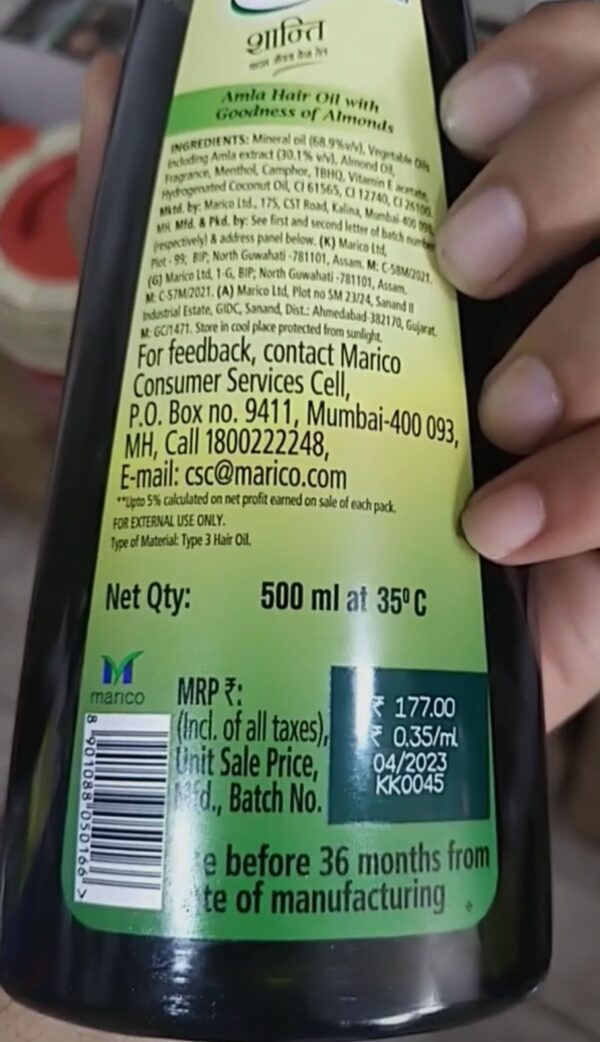 शान्ति
Amla Hair Oil with
Goodness of Almonds
INGREDIENTS: Mineral oil (68.9%v/v), Vegetable Oils
including Amla extract (30.1% v/v), Almond Oil,
Fragrance, Menthol, Camphor, TBHQ, Vitamin E acetate,
Hydrogenated Coconut Oil, CI 61565, CI 12740, CI 26100.
Mktd. by: Marico Ltd., 175, CST Road, Kalina, Mumbai-400 098,
MH. Mfd. & Pkd. by: See first and second letter of batch number
(respectively) & address panel below. (K) Marico Ltd,
Plot - 99, BIP, North Guwahati -781101, Assam. M: C-58M/2021.
(G) Marico Ltd, 1-G, BIP, North Guwahati -781101, Assam.
M: C-57M/2021. (A) Marico Ltd, Plot no SM 23/24, Sanand II
Industrial Estate, GIDC, Sanand, Dist.: Ahmedabad-382170, Gujarat.
M: GC/1471. Store in cool place protected from sunlight.
For feedback, contact Marico
Consumer Services Cell,
P.O. Box no. 9411, Mumbai-400 093,
MH, Call 1800222248,
E-mail: csc@marico.com
**Upto 5% calculated on net profit earned on sale of each pack.
FOR EXTERNAL USE ONLY.
Type of Material: Type 3 Hair Oil.
Net Qty: 500 ml at 35⁰C
marico
MRP ₹: ₹ 177.00
(Incl. of all taxes), ₹ 0.35/ml
Unit Sale Price, 04/2023
Mfd., Batch No. KK0045
8 901088 050166 >
before 36 months from
of manufacturing